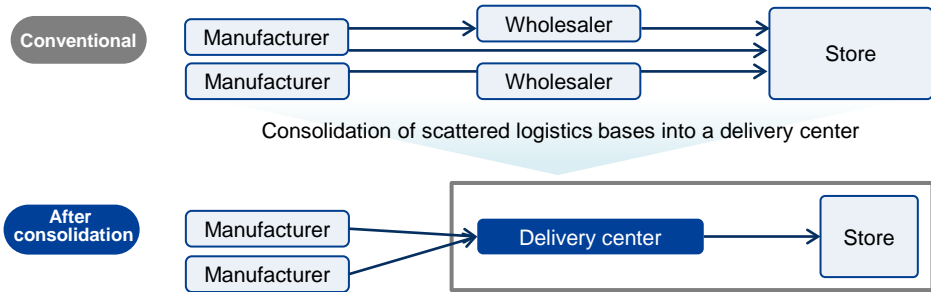 Conventional
Manufacturer
Wholesaler
Store
Manufacturer
Wholesaler
Consolidation of scattered logistics bases into a delivery center
After
consolidation
Manufacturer
Delivery center
Store
Manufacturer